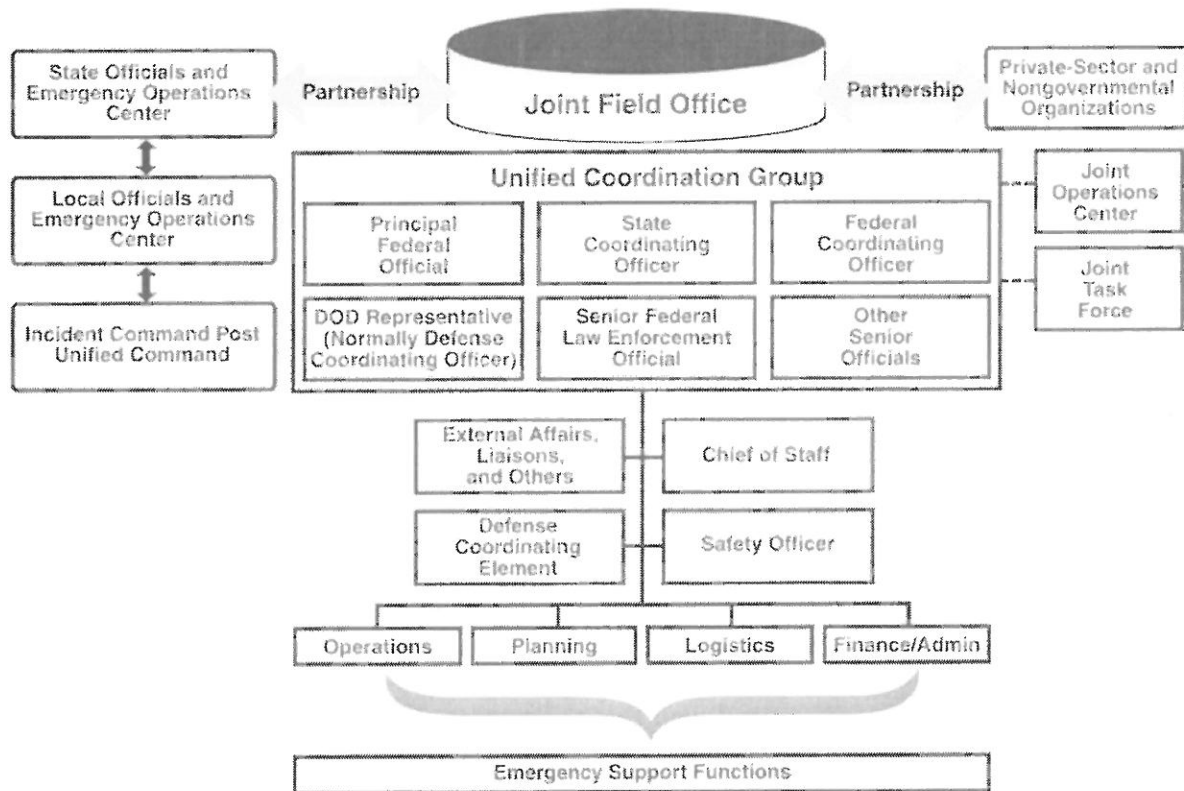 State Officials and
Emergency Operations
Center
Partnership
Joint Field Office
Partnership
Private-Sector and
Nongovernmental
Organizations
Local Officials and
Emergency Operations
Center
Incident Command Post
Unified Command
Unified Coordination Group
Principal
Federal
Official
State
Coordinating
Officer
Federal
Coordinating
Officer
DOD Representative
(Normally Defense
Coordinating Officer)
Senior Federal
Law Enforcement
Official
Other
Senior
Officials
Joint
Operations
Center
Joint
Task
Force
External Affairs,
Liaisons,
and Others
Chief of Staff
Defense
Coordinating
Element
Safety Officer
Operations
Planning
Logistics
Finance/Admin
Emergency Support Functions